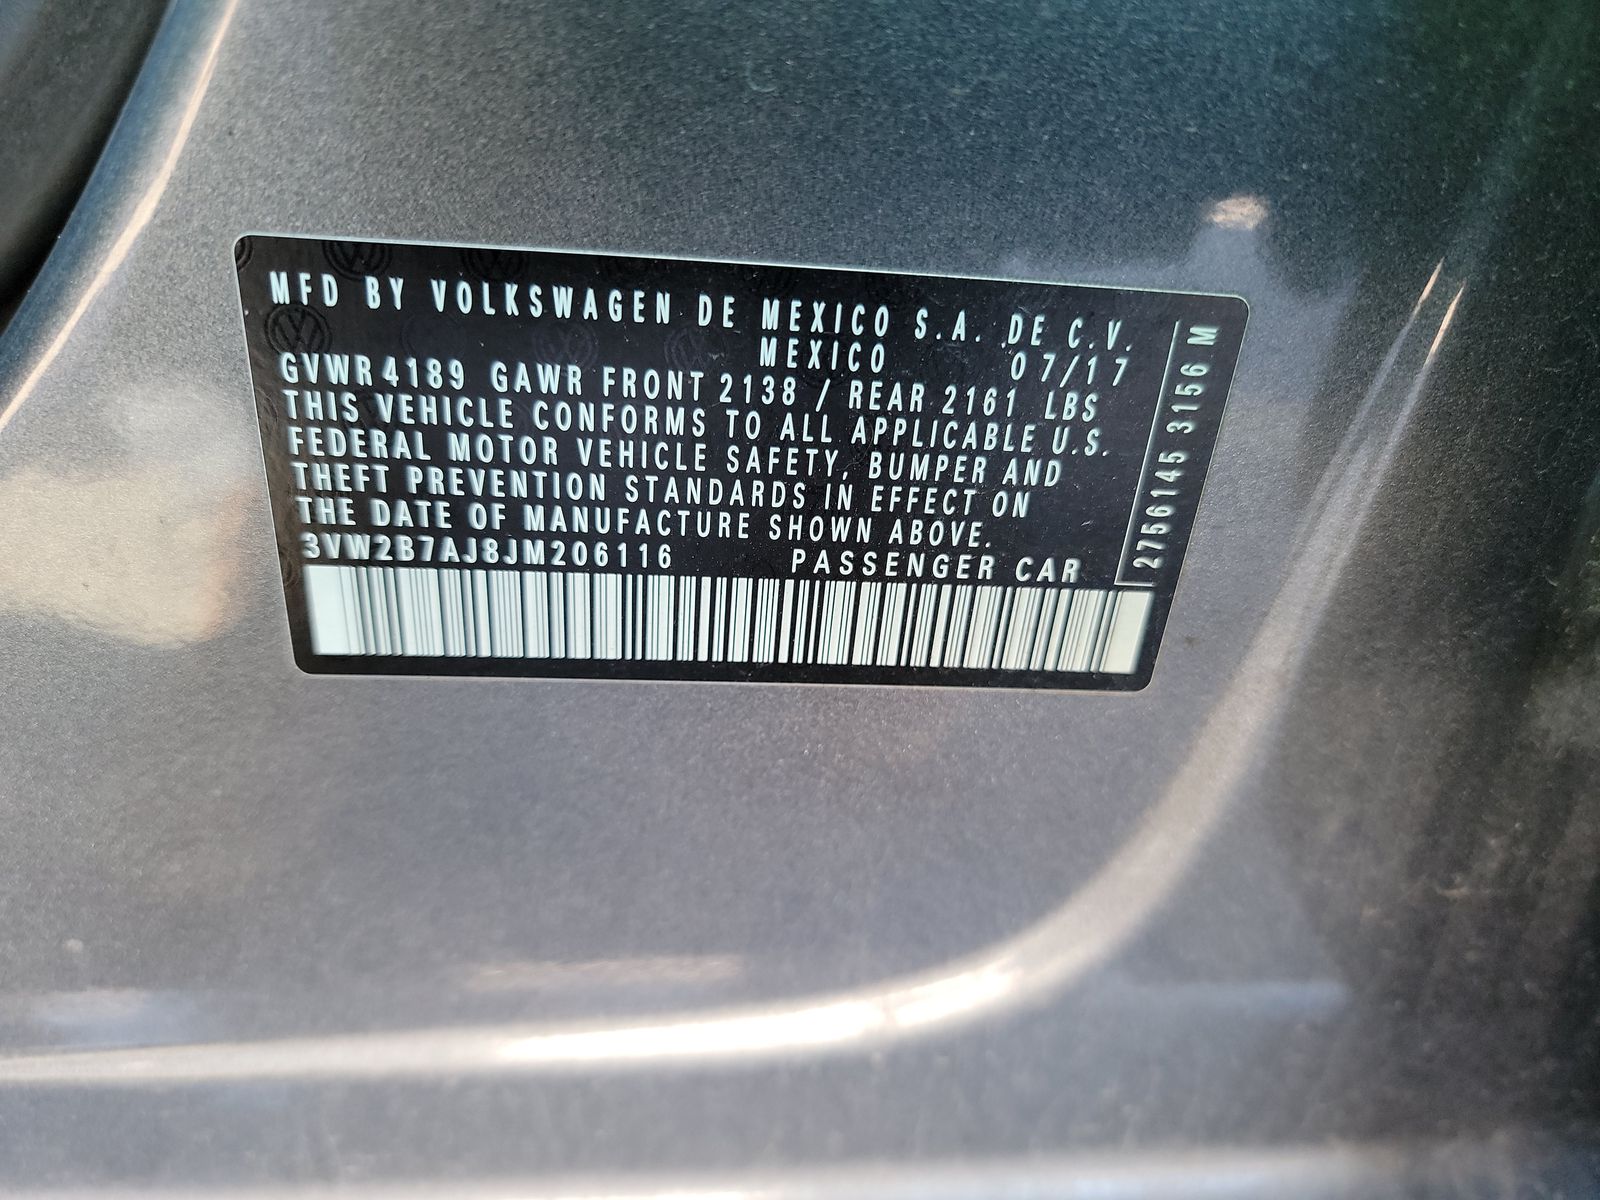 MFD BY VOLKSWAGEN DE MEXICO S.A. DE C.V.
MEXICO 07/17
GVWR 4189 GAWR FRONT 2138 / REAR 2161 LBS
THIS VEHICLE CONFORMS TO ALL APPLICABLE U.S.
FEDERAL MOTOR VEHICLE SAFETY, BUMPER AND
THEFT PREVENTION STANDARDS IN EFFECT ON
THE DATE OF MANUFACTURE SHOWN ABOVE.
3VW2B7AJ8JM206116 PASSENGER CAR
2756145 3156 M